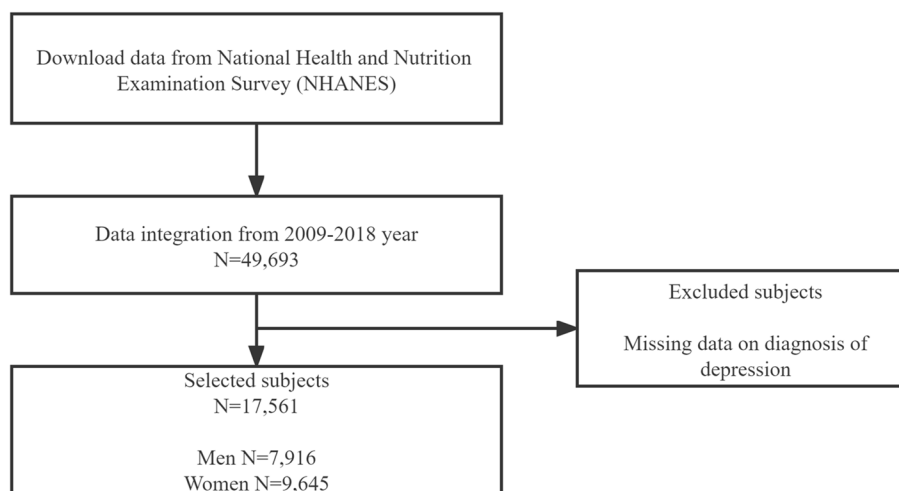 Download data from National Health and Nutrition
Examination Survey (NHANES)
Data integration from 2009-2018 year
N=49,693
Excluded subjects
Missing data on diagnosis of
depression
Selected subjects
N=17,561
Men N=7,916
Women N=9,645